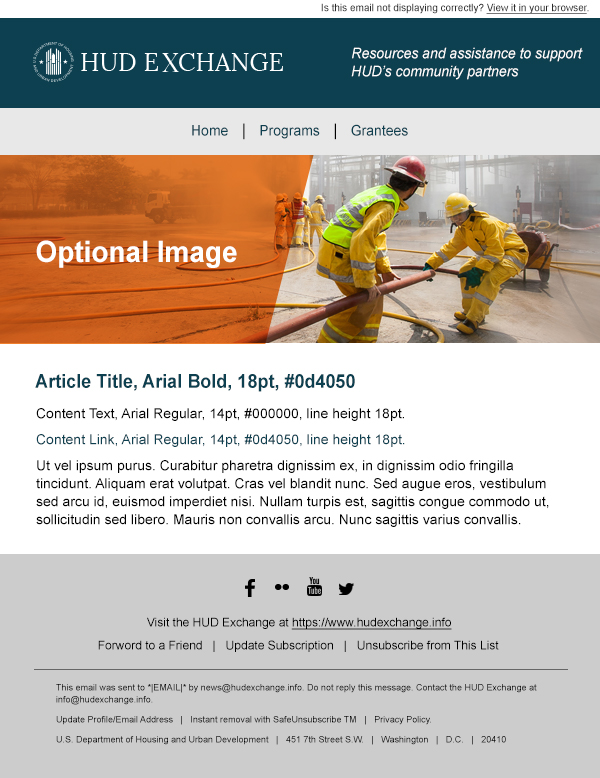 Is this email not displaying correctly? View it in your browser.
HUD EXCHANGE
Resources and assistance to support
HUD's community partners
Home | Programs | Grantees
Optional Image
Article Title, Arial Bold, 18pt, #0d4050
Content Text, Arial Regular, 14pt, #000000, line height 18pt.
Content Link, Arial Regular, 14pt, #0d4050, line height 18pt.
Ut vel ipsum purus. Curabitur pharetra dignissim ex, in dignissim odio fringilla
tincidunt. Aliquam erat volutpat. Cras vel blandit nunc. Sed augue eros, vestibulum
sed arcu id, euismod imperdiet nisi. Nullam turpis est, sagittis congue commodo ut,
sollicitudin sed libero. Mauris non convallis arcu. Nunc sagittis varius convallis.
You
Tube
Visit the HUD Exchange at https://www.hudexchange.info
Forword to a Friend | Update Subscription | Unsubscribe from This List
This email was sent to *|EMAIL|* by news@hudexchange.info. Do not reply this message. Contact the HUD Exchange at
info@hudexchange.info.
Update Profile/Email Address | Instant removal with SafeUnsubscribe TM | Privacy Policy.
U.S. Department of Housing and Urban Development | 451 7th Street S.W. | Washington | D.C. | 20410